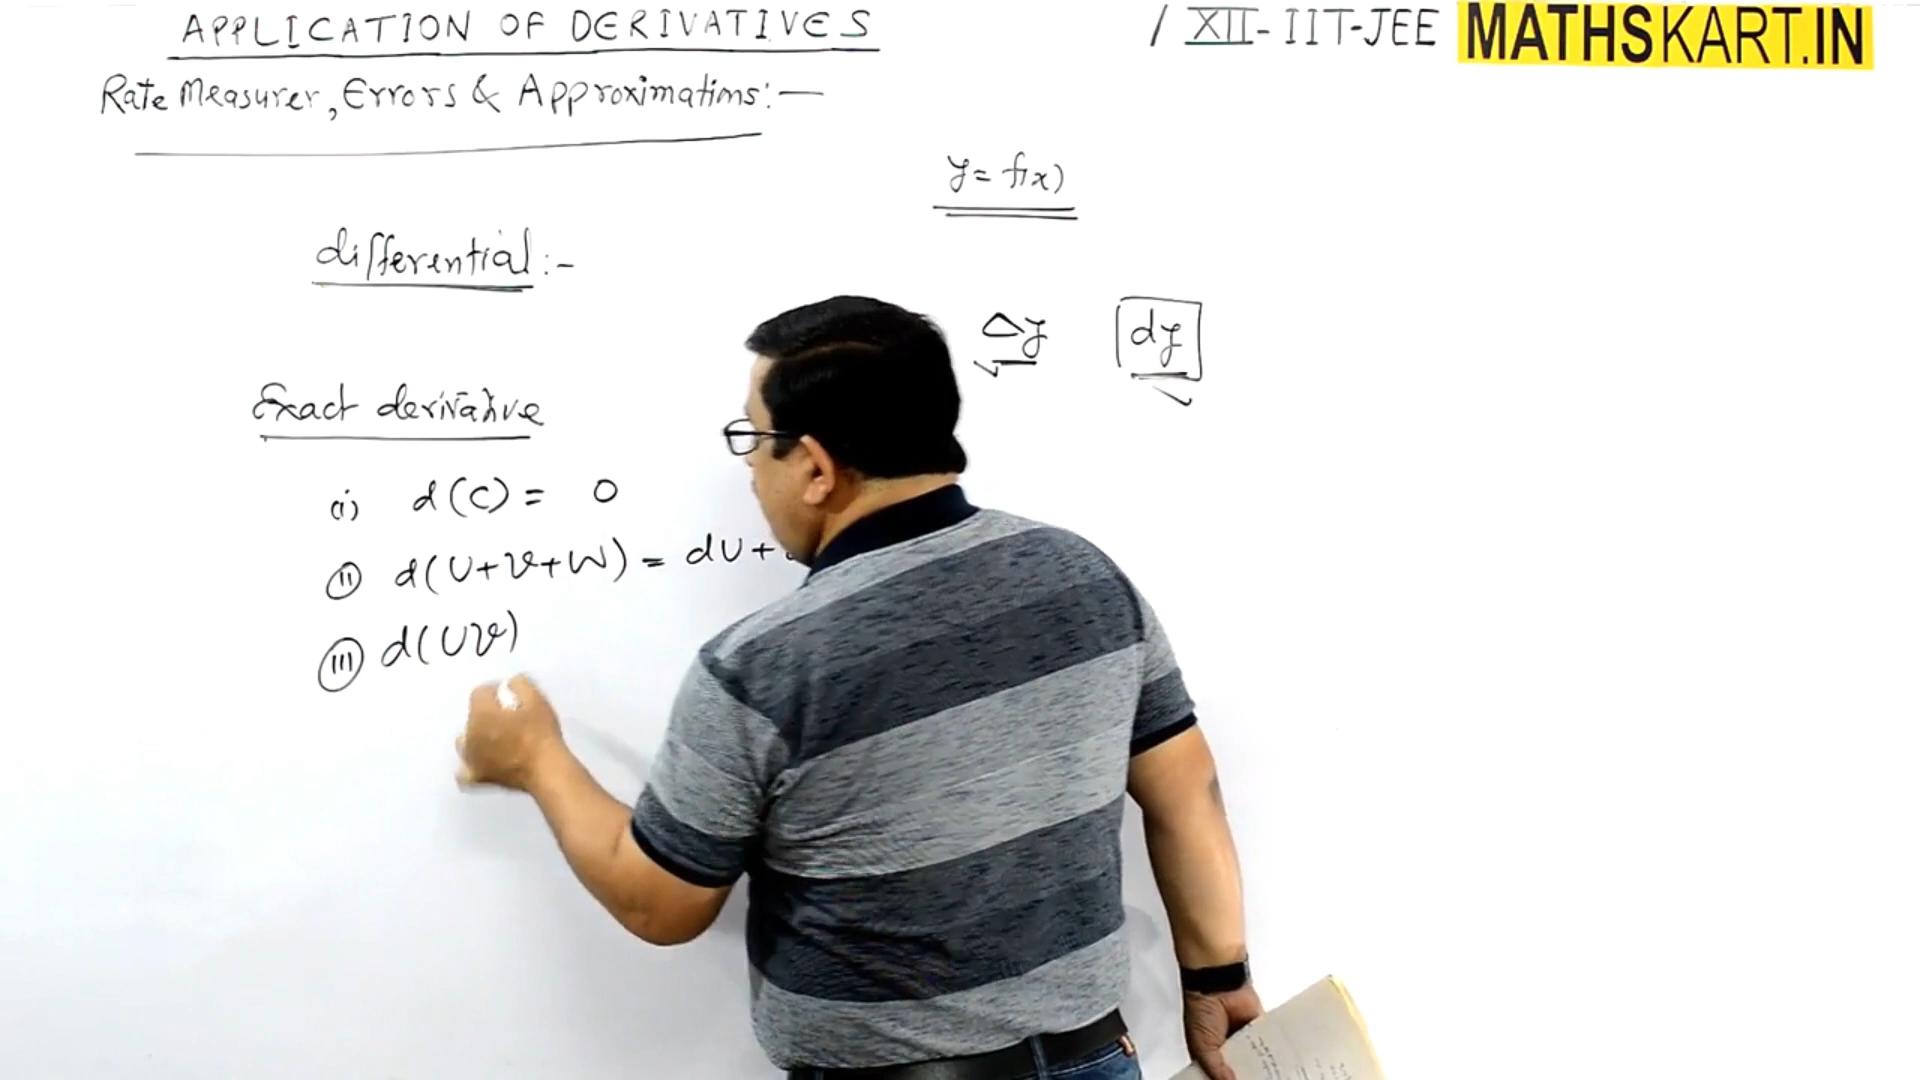 APPLICATION OF DERIVATIVES / XII-IIT-JEE MATHSKART.IN
Rate Measurer, Errors & Approximations:—
y = f(x)
differential:-
Δy dy
Exact derivative
(i) d(c) = 0
(ii) d(U+v+W) = dU+
(iii) d(Uv)